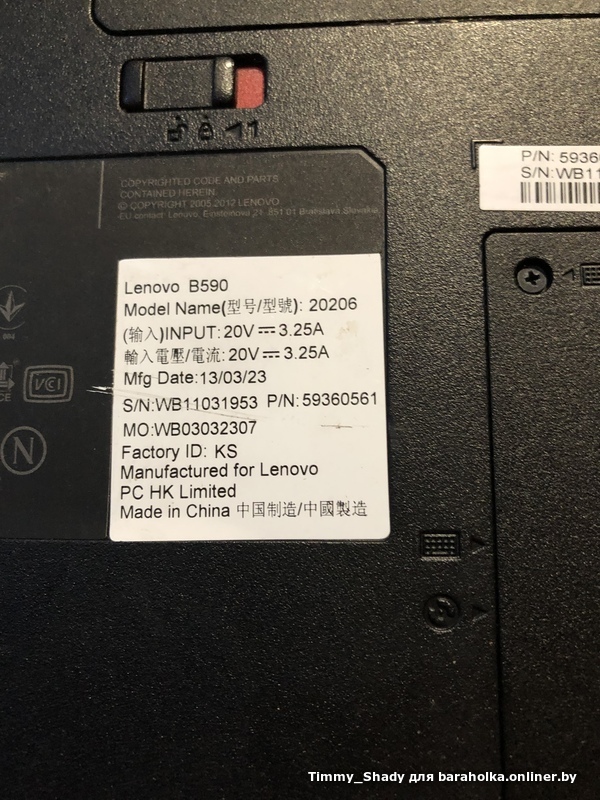 1
COPYRIGHTED CODE AND PARTS
CONTAINED HEREIN.
© COPYRIGHT 2005,2012 LENOVO
EU contact: Lenovo, Einsteinova 21, 851 01 Bratislava, Slovakia
P/N: 59360
S/N:WB11
Lenovo B590
Model Name(型号/型號): 20206
(输入)INPUT:20V⎓3.25A
輸入電壓/電流:20V⎓3.25A
Mfg Date:13/03/23
S/N:WB11031953 P/N:59360561
MO:WB03032307
Factory ID: KS
Manufactured for Lenovo
PC HK Limited
Made in China 中国制造/中國製造
VCI
N
Timmy_Shady для baraholka.onliner.by